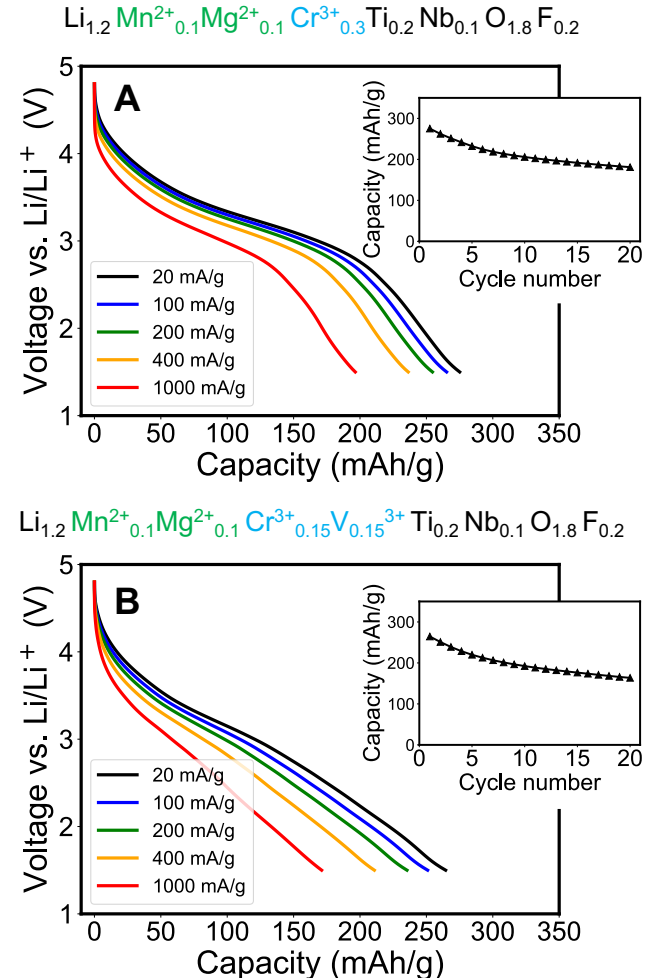 Li₁.₂ Mn²⁺₀.₁Mg²⁺₀.₁ Cr³⁺₀.₃Ti₀.₂ Nb₀.₁ O₁.₈ F₀.₂
A
Voltage vs. Li/Li⁺ (V)
5
4
3
2
1
20 mA/g
100 mA/g
200 mA/g
400 mA/g
1000 mA/g
0 50 100 150 200 250 300 350
Capacity (mAh/g)
Capacity (mAh/g)
300
200
100
0
0 5 10 15 20
Cycle number
Li₁.₂ Mn²⁺₀.₁Mg²⁺₀.₁ Cr³⁺₀.₁₅V₀.₁₅³⁺ Ti₀.₂ Nb₀.₁ O₁.₈ F₀.₂
B
Voltage vs. Li/Li⁺ (V)
5
4
3
2
1
20 mA/g
100 mA/g
200 mA/g
400 mA/g
1000 mA/g
0 50 100 150 200 250 300 350
Capacity (mAh/g)
Capacity (mAh/g)
300
200
100
0
0 5 10 15 20
Cycle number